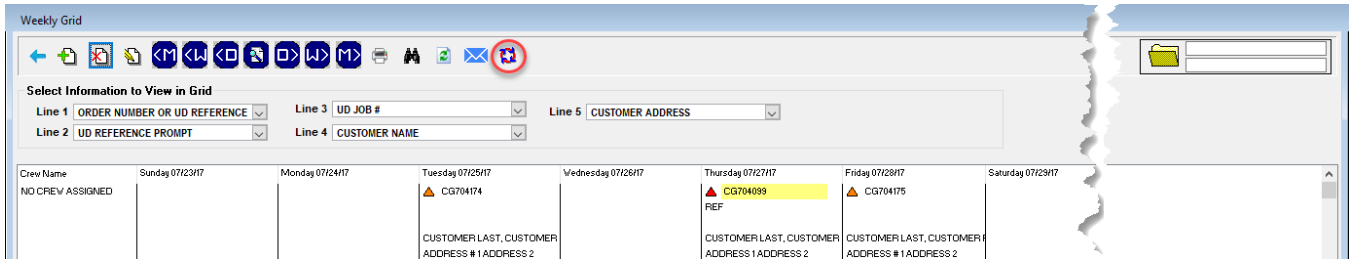 Weekly Grid
<M <W <D D> W> M>
Select Information to View in Grid
Line 1 ORDER NUMBER OR UD REFERENCE Line 3 UD JOB # Line 5 CUSTOMER ADDRESS
Line 2 UD REFERENCE PROMPT Line 4 CUSTOMER NAME
Crew Name Sunday 07/23/17 Monday 07/24/17 Tuesday 07/25/17 Wednesday 07/26/17 Thursday 07/27/17 Friday 07/28/17 Saturday 07/29/17
NO CREW ASSIGNED CG704174 CG704099 CG704175
REF
CUSTOMER LAST, CUSTOMER CUSTOMER LAST, CUSTOMER CUSTOMER LAST, CUSTOMER F
ADDRESS # 1 ADDRESS 2 ADDRESS 1 ADDRESS 2 ADDRESS # 1 ADDRESS 2